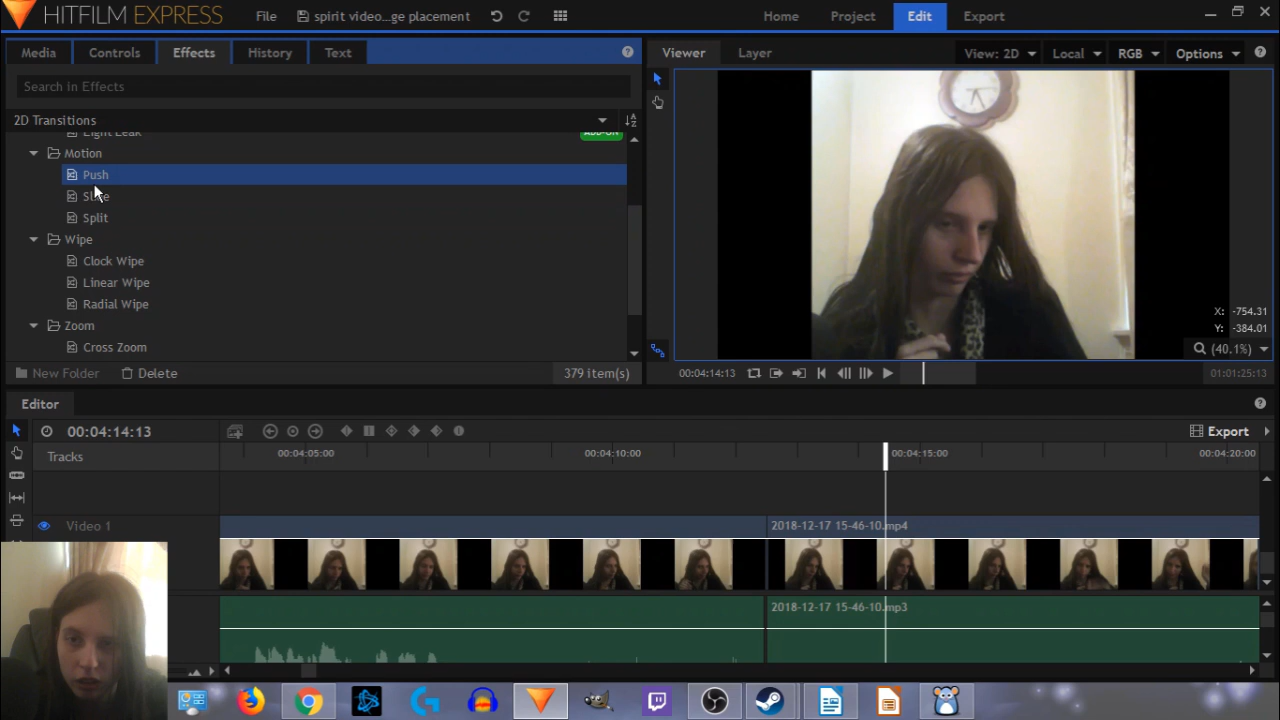 HITFILM EXPRESS File spirit video...ge placement Home Project Edit Export
Media Controls Effects History Text Viewer Layer View: 2D Local RGB Options
Search in Effects
2D Transitions
Light Leak ADD-ON
Motion
Push
Slide
Split
Wipe
Clock Wipe
Linear Wipe
Radial Wipe
Zoom
Cross Zoom
X: -754.31
Y: -384.01
(40.1%)
New Folder Delete 379 item(s) 00:04:14:13 01:01:25:13
Editor
00:04:14:13 Export
Tracks 00:04:05:00 00:04:10:00 00:04:15:00 00:04:20:00
Video 1 2018-12-17 15-46-10.mp4
2018-12-17 15-46-10.mp3